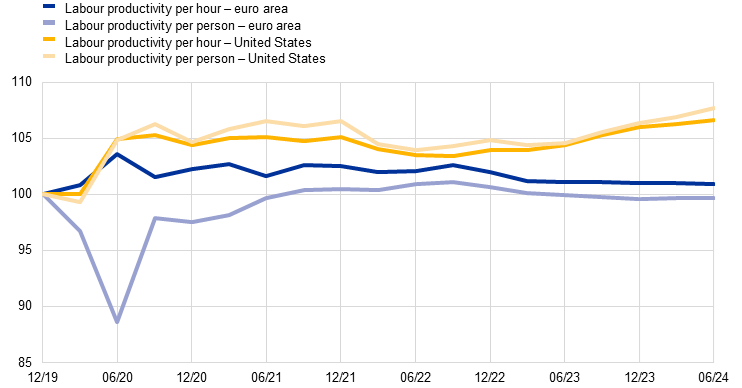 Labour productivity per hour – euro area
Labour productivity per person – euro area
Labour productivity per hour – United States
Labour productivity per person – United States
110
105
100
95
90
85
12/19 06/20 12/20 06/21 12/21 06/22 12/22 06/23 12/23 06/24